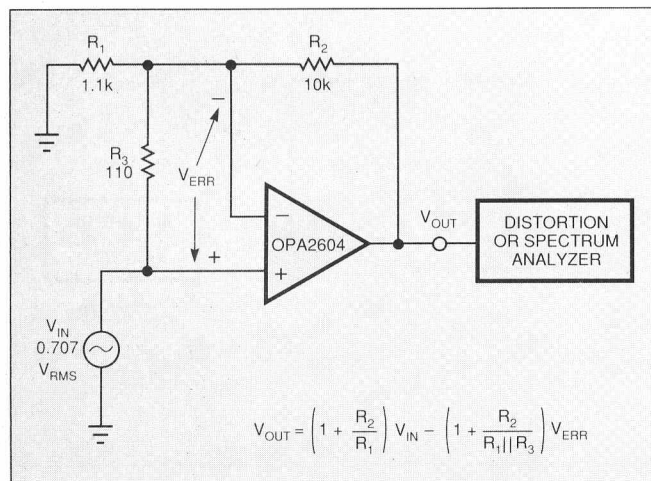 R1
1.1k
R2
10k
R3
110
−
VERR
+
−
OPA2604
+
VOUT
DISTORTION
OR SPECTRUM
ANALYZER
VIN
0.707
VRMS
VOUT = (1 + R2/R1) VIN − (1 + R2/R1||R3) VERR